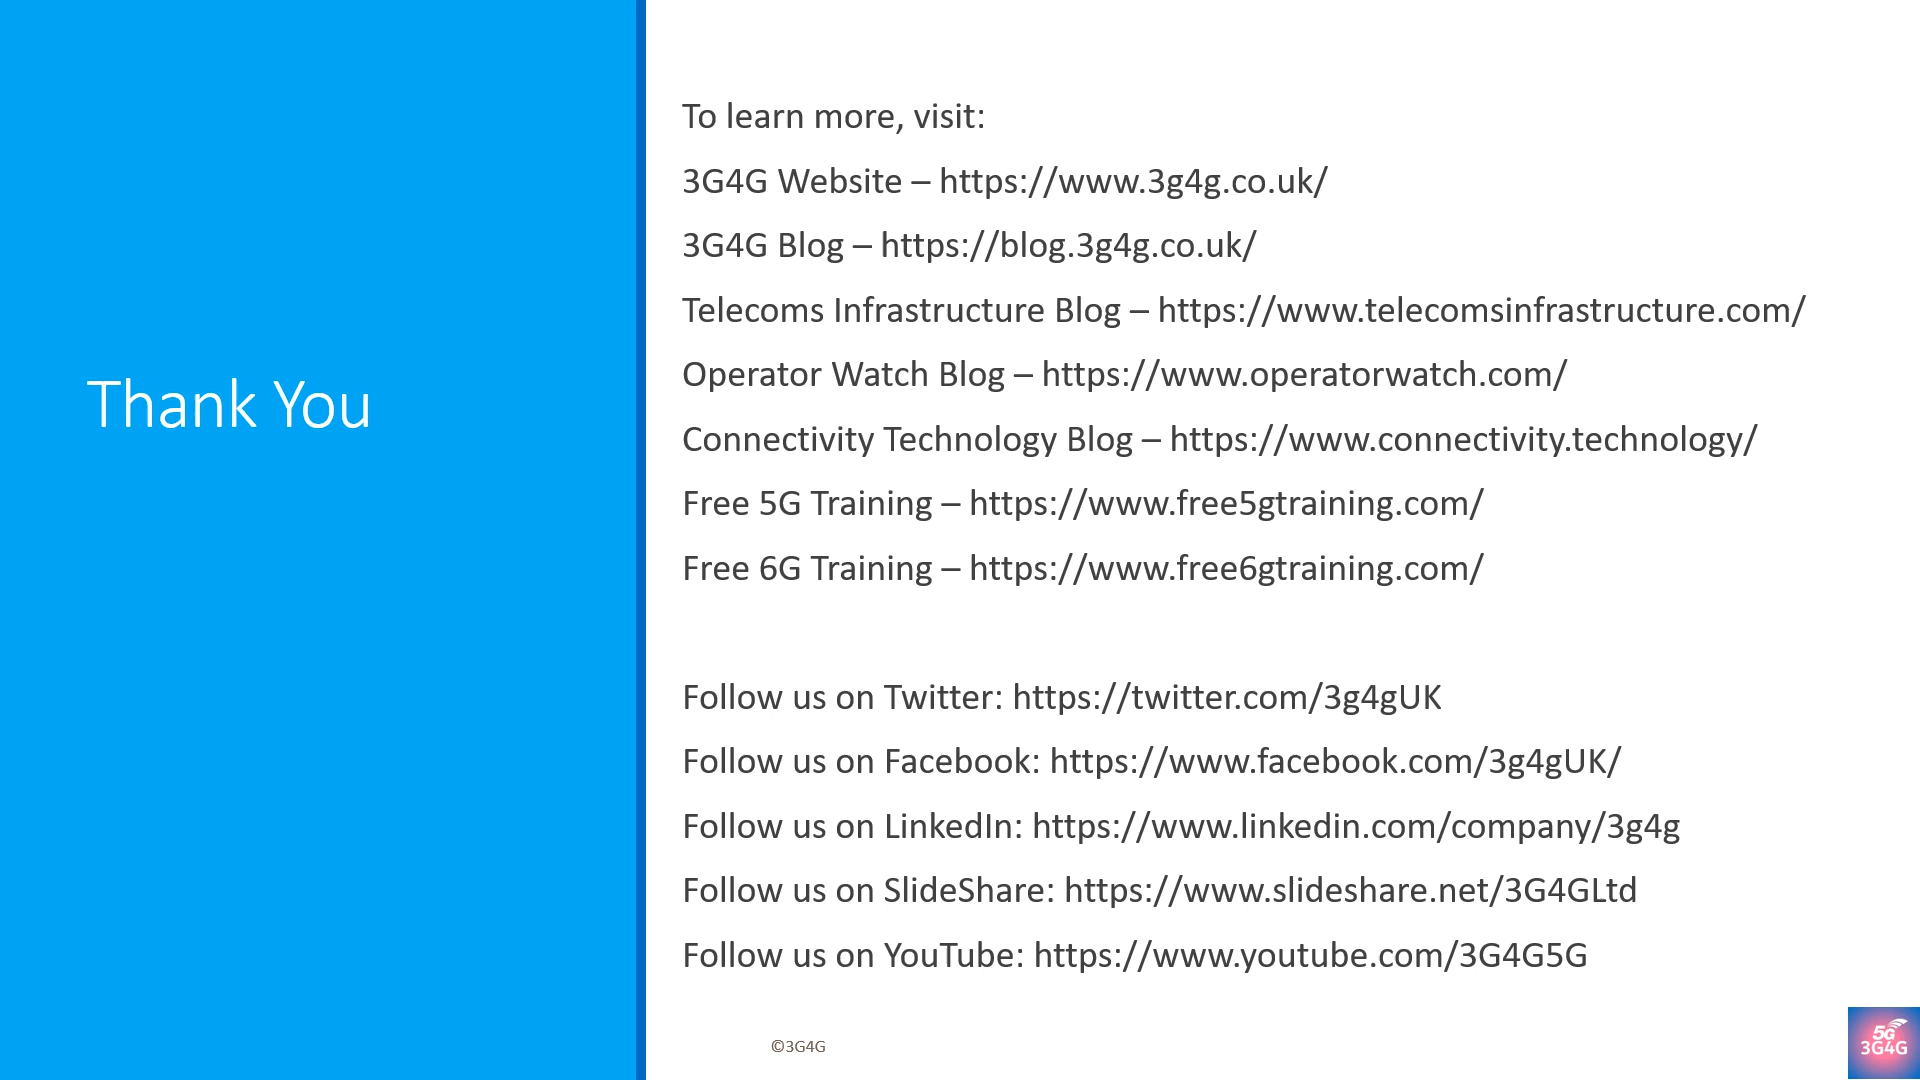 Thank You
To learn more, visit:
3G4G Website – https://www.3g4g.co.uk/
3G4G Blog – https://blog.3g4g.co.uk/
Telecoms Infrastructure Blog – https://www.telecomsinfrastructure.com/
Operator Watch Blog – https://www.operatorwatch.com/
Connectivity Technology Blog – https://www.connectivity.technology/
Free 5G Training – https://www.free5gtraining.com/
Free 6G Training – https://www.free6gtraining.com/
Follow us on Twitter: https://twitter.com/3g4gUK
Follow us on Facebook: https://www.facebook.com/3g4gUK/
Follow us on LinkedIn: https://www.linkedin.com/company/3g4g
Follow us on SlideShare: https://www.slideshare.net/3G4GLtd
Follow us on YouTube: https://www.youtube.com/3G4G5G
©3G4G
5G
3G4G